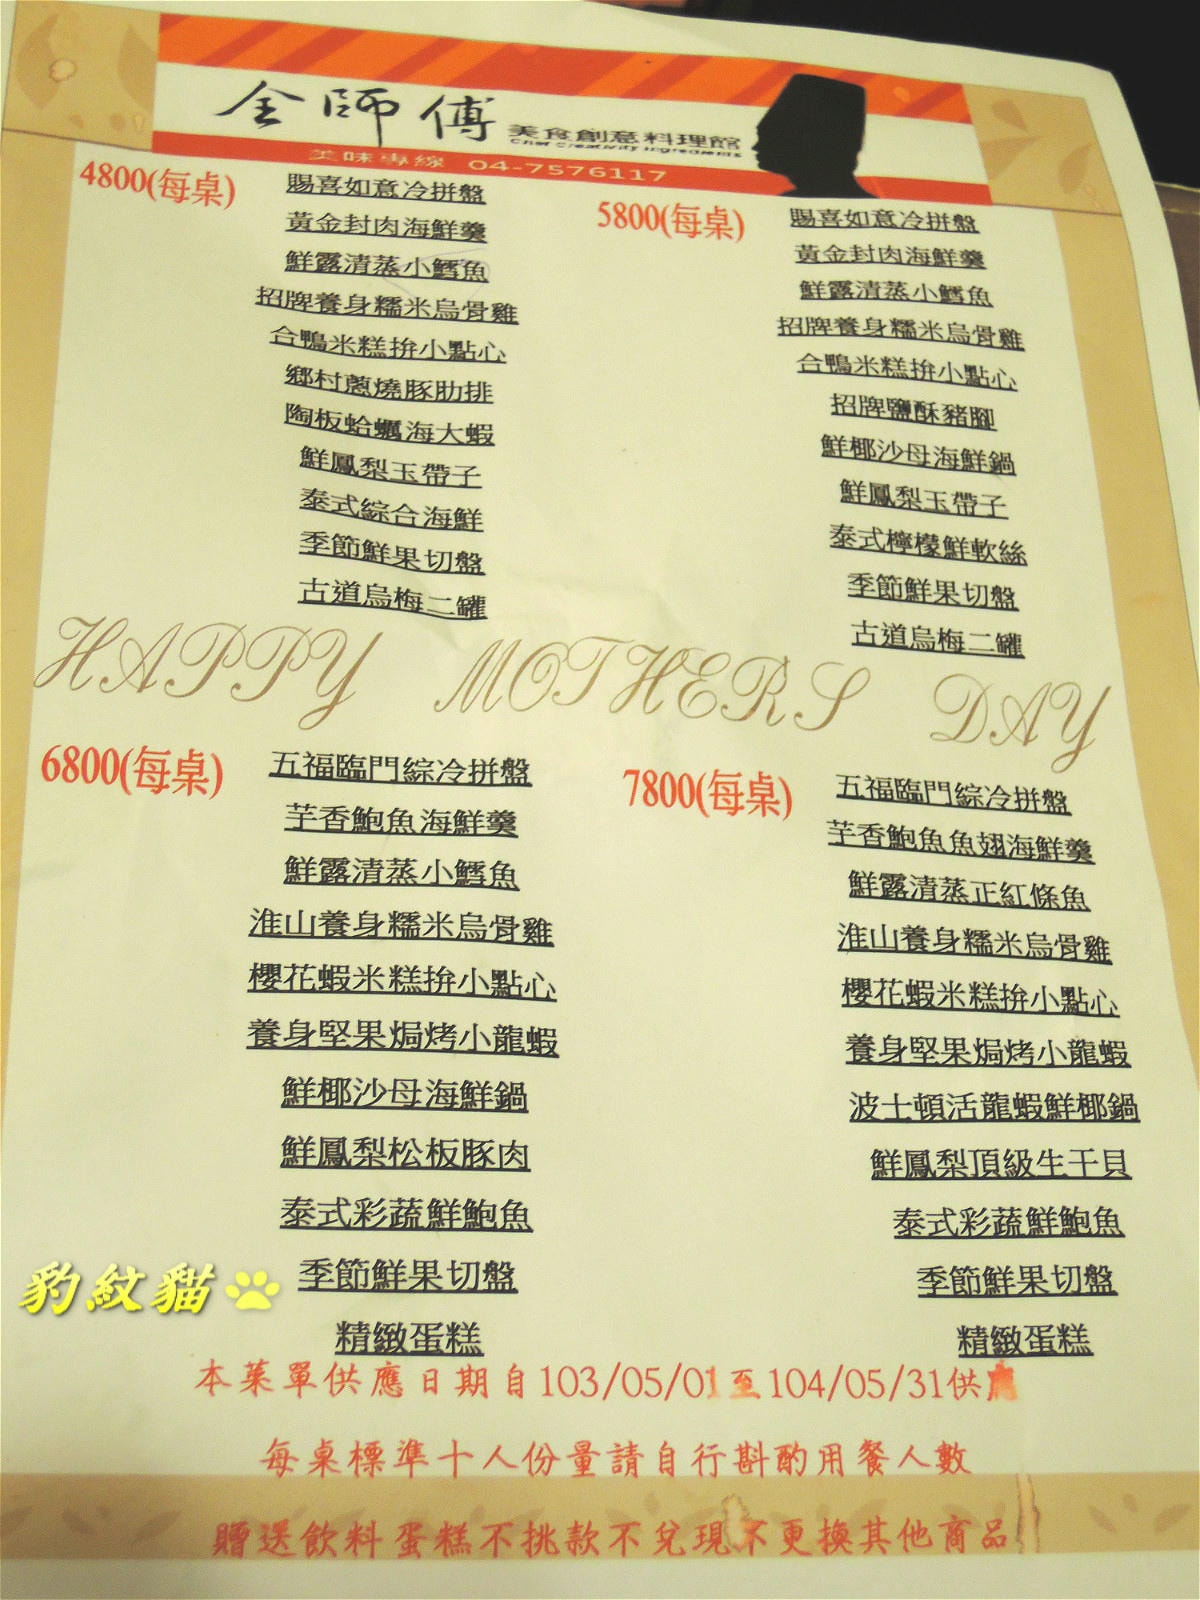 金師傅 美食創意料理館
Chef Creativity Ingredients
美味專線 04-7576117
4800(每桌)
賜喜如意冷拼盤
黃金封肉海鮮羹
鮮露清蒸小鱈魚
招牌養身糯米烏骨雞
合鴨米糕拚小點心
鄉村蔥燒豚肋排
陶板蛤蠣海大蝦
鮮鳳梨玉帶子
泰式綜合海鮮
季節鮮果切盤
古道烏梅二罐
5800(每桌)
賜喜如意冷拼盤
黃金封肉海鮮羹
鮮露清蒸小鱈魚
招牌養身糯米烏骨雞
合鴨米糕拚小點心
招牌鹽酥豬腳
鮮椰沙母海鮮鍋
鮮鳳梨玉帶子
泰式檸檬鮮軟絲
季節鮮果切盤
古道烏梅二罐
HAPPY MOTHERS DAY
6800(每桌)
五福臨門綜冷拼盤
芋香鮑魚海鮮羹
鮮露清蒸小鱈魚
淮山養身糯米烏骨雞
櫻花蝦米糕拚小點心
養身堅果焗烤小龍蝦
鮮椰沙母海鮮鍋
鮮鳳梨松板豚肉
泰式彩蔬鮮鮑魚
季節鮮果切盤
精緻蛋糕
7800(每桌)
五福臨門綜冷拼盤
芋香鮑魚魚翅海鮮羹
鮮露清蒸正紅條魚
淮山養身糯米烏骨雞
櫻花蝦米糕拚小點心
養身堅果焗烤小龍蝦
波士頓活龍蝦鮮椰鍋
鮮鳳梨頂級生干貝
泰式彩蔬鮮鮑魚
季節鮮果切盤
精緻蛋糕
豹紋貓
本菜單供應日期自103/05/01至104/05/31供
每桌標準十人份量請自行斟酌用餐人數
贈送飲料蛋糕不挑款不兌現不更換其他商品